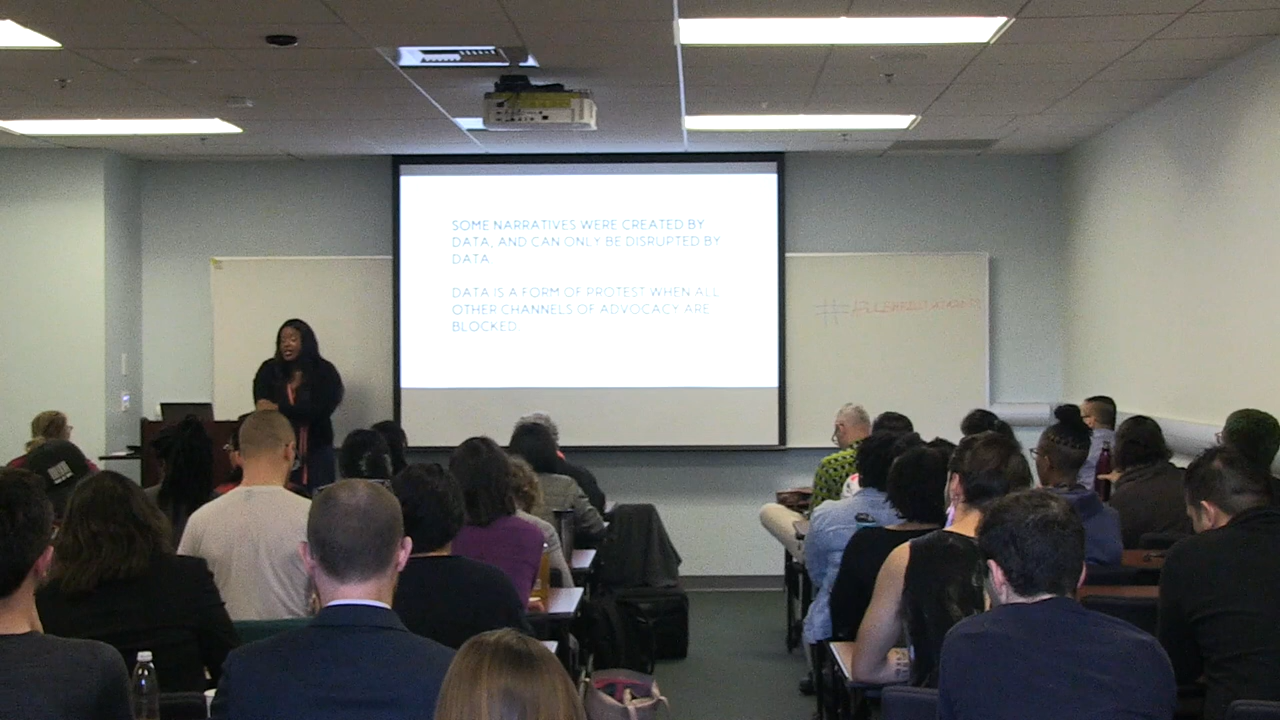 SOME NARRATIVES WERE CREATED BY
DATA, AND CAN ONLY BE DISRUPTED BY
DATA
DATA IS A FORM OF PROTEST WHEN ALL
OTHER CHANNELS OF ADVOCACY ARE
BLOCKED